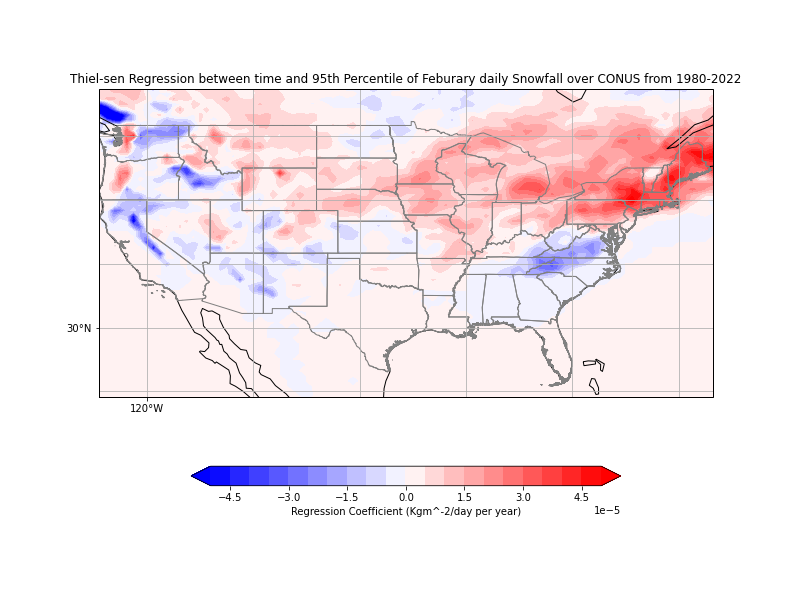 Thiel-sen Regression between time and 95th Percentile of Feburary daily Snowfall over CONUS from 1980-2022
30°N
120°W
−4.5 −3.0 −1.5 0.0 1.5 3.0 4.5
Regression Coefficient (Kgm^-2/day per year)
1e−5